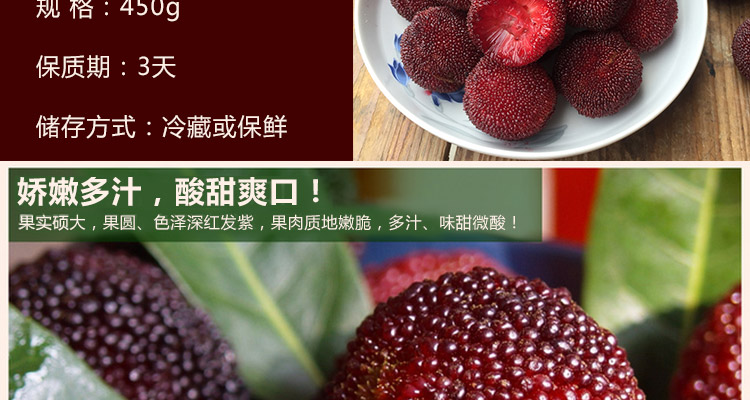 规 格：450g
保质期：3天
储存方式：冷藏或保鲜
娇嫩多汁，酸甜爽口！
果实硕大，果圆、色泽深红发紫，果肉质地嫩脆，多汁、味甜微酸！